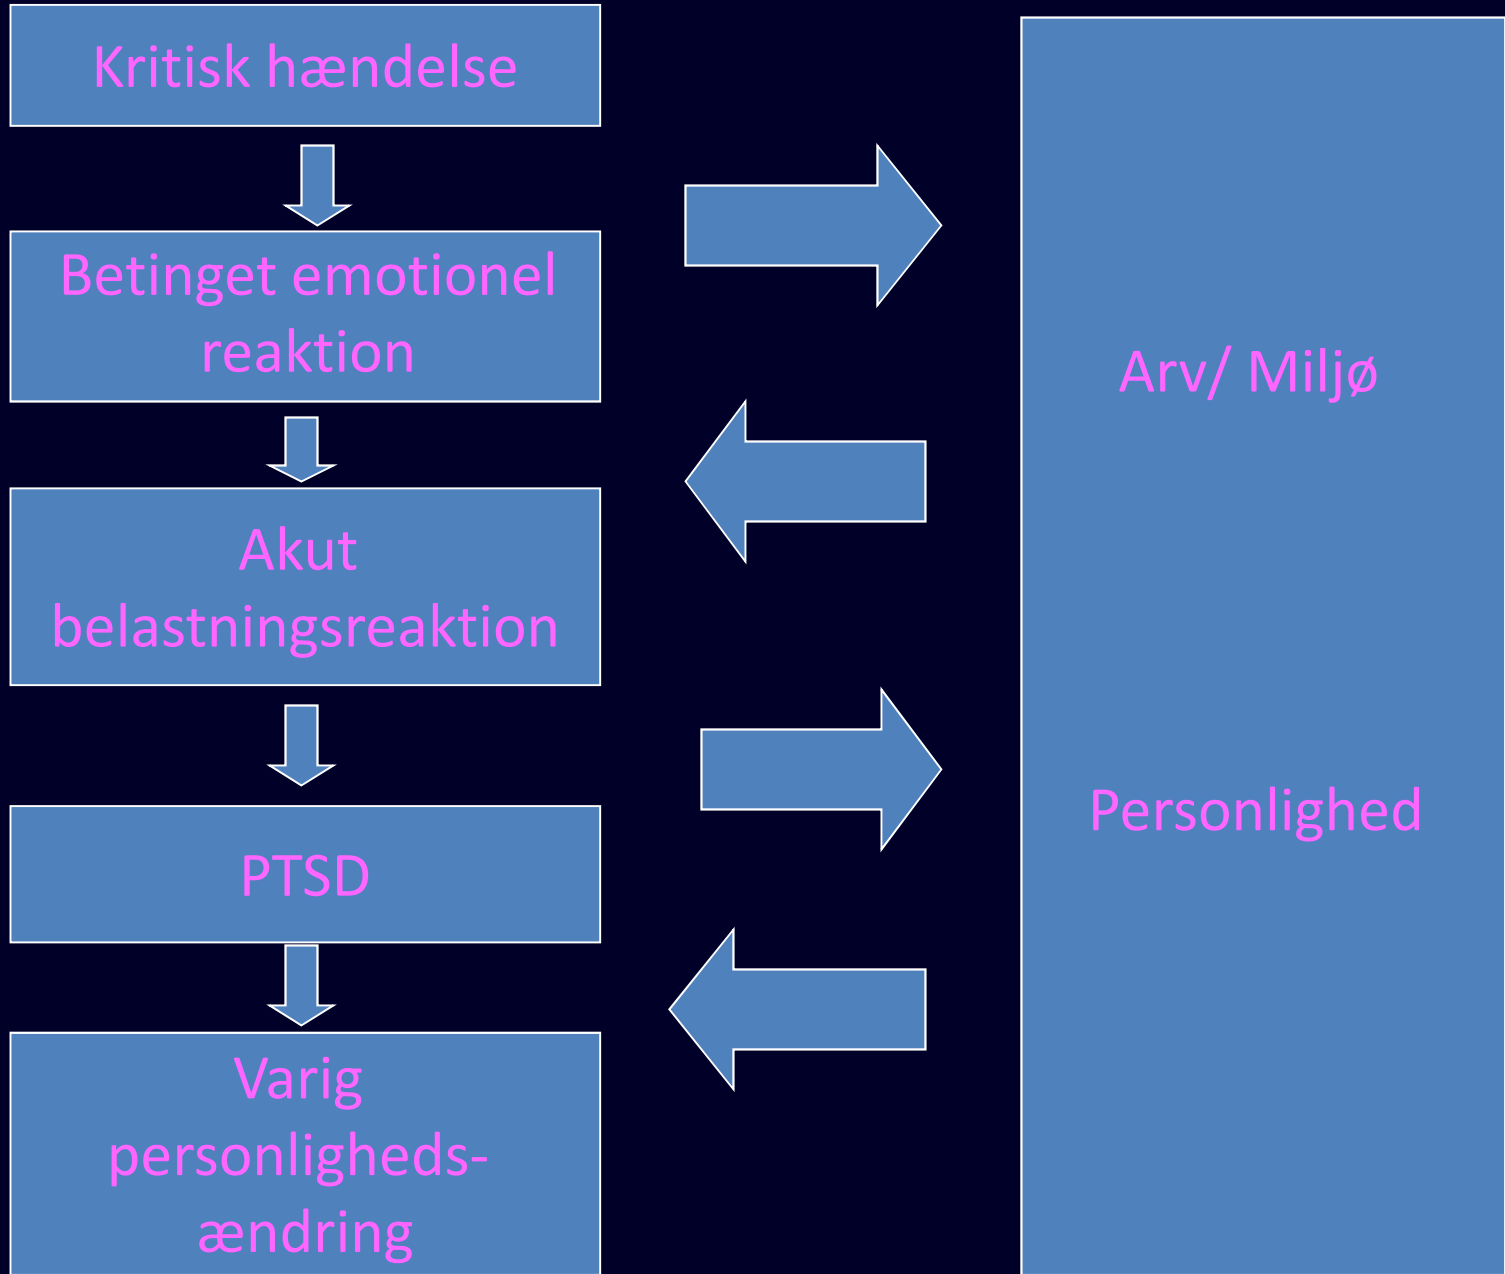 Kritisk hændelse
Betinget emotionel
reaktion
Akut
belastningsreaktion
PTSD
Varig
personligheds-
ændring
Arv/ Miljø
Personlighed